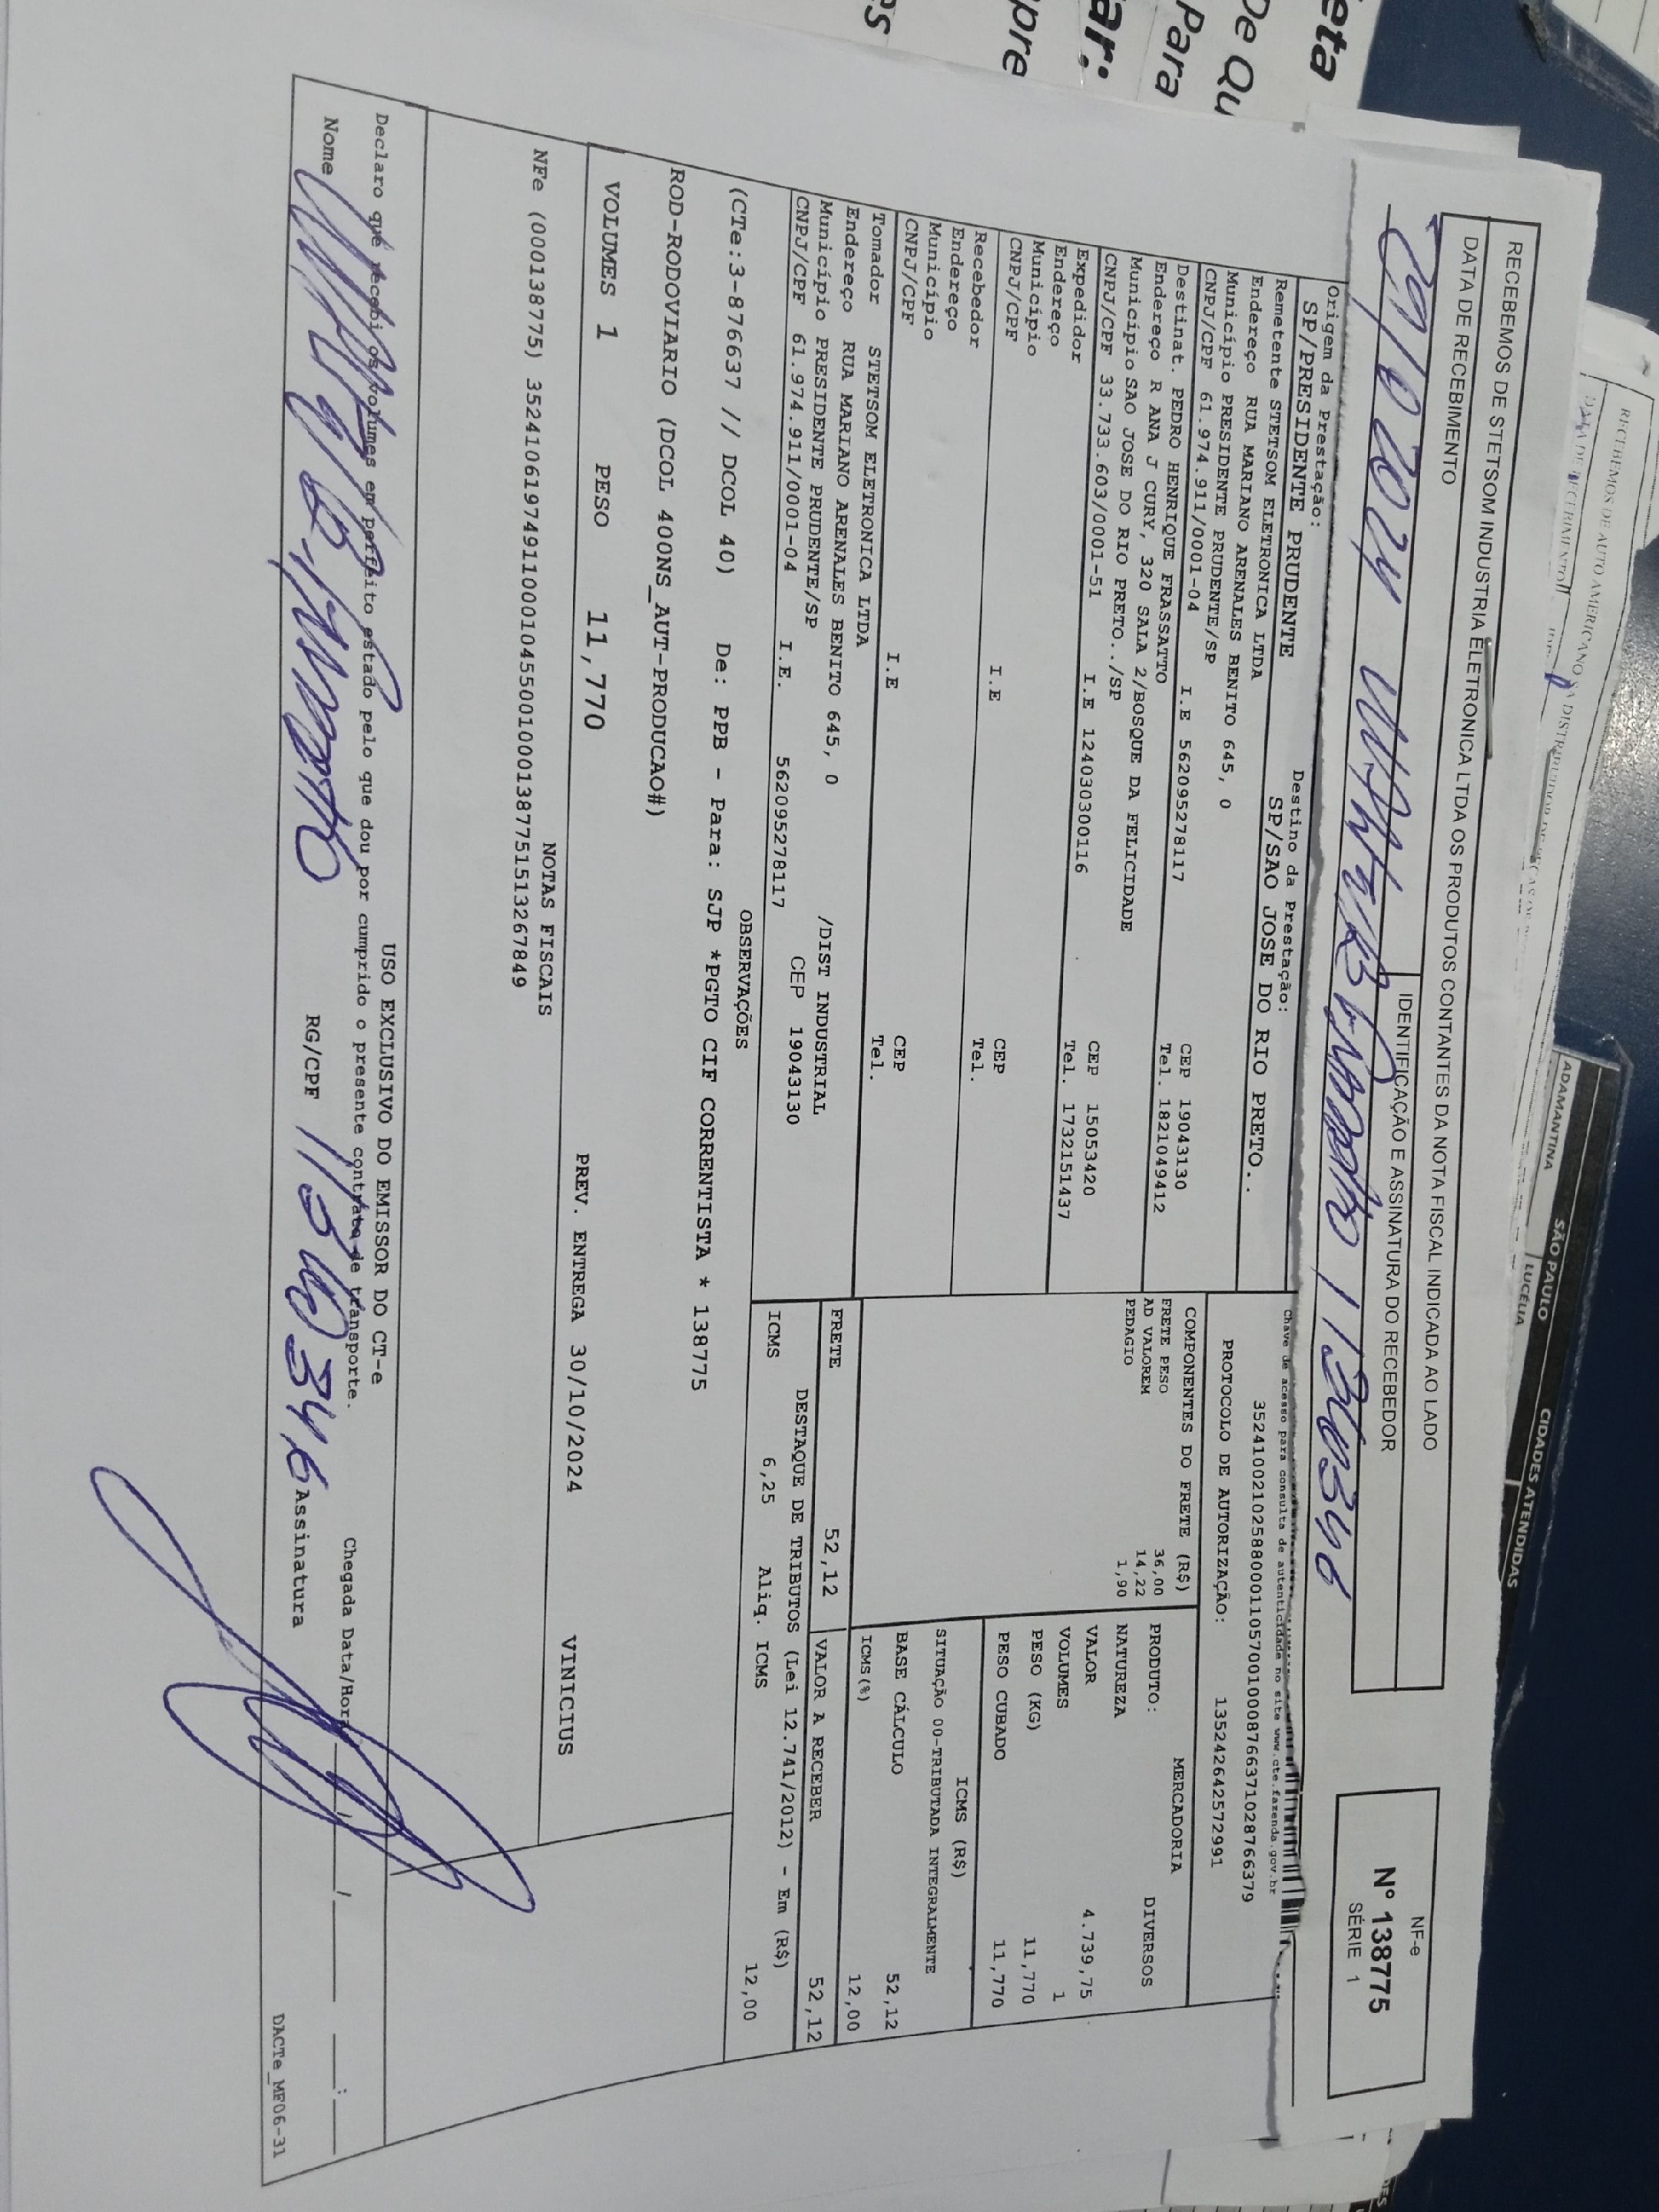 RECEBEMOS DE STETSOM INDUSTRIA ELETRONICA LTDA OS PRODUTOS CONTANTES DA NOTA FISCAL INDICADA AO LADO
DATA DE RECEBIMENTO
IDENTIFICAÇÃO E ASSINATURA DO RECEBEDOR
NF-e
Nº 138775
SÉRIE 1
Origem da Prestação:
SP/PRESIDENTE PRUDENTE
Destino da Prestação:
SP/SAO JOSE DO RIO PRETO..
Remetente STETSOM ELETRONICA LTDA
Endereço RUA MARIANO ARENALES BENITO 645, 0
Município PRESIDENTE PRUDENTE/SP CEP 19043130
CNPJ/CPF 61.974.911/0001-04 I.E 562095278117 Tel. 1821049412
Destinat. PEDRO HENRIQUE FRASSATTO
Endereço R ANA J CURY, 320 SALA 2/BOSQUE DA FELICIDADE
Município SAO JOSE DO RIO PRETO../SP CEP 15053420
CNPJ/CPF 33.733.603/0001-51 I.E 124030300116 Tel. 1732151437
Expedidor
Endereço
Município CEP
CNPJ/CPF I.E Tel.
Recebedor
Endereço
Município CEP
CNPJ/CPF I.E Tel.
Tomador STETSOM ELETRONICA LTDA
Endereço RUA MARIANO ARENALES BENITO 645, 0 /DIST INDUSTRIAL
Município PRESIDENTE PRUDENTE/SP CEP 19043130
CNPJ/CPF 61.974.911/0001-04 I.E. 562095278117
Chave de acesso para consulta de autenticidade no site www.cte.fazenda.gov.br
35241002102588000110570010008766371028766379
PROTOCOLO DE AUTORIZAÇÃO: 135242642572991
COMPONENTES DO FRETE (R$)
FRETE PESO 36,00
AD VALOREM 14,22
PEDAGIO 1,90
MERCADORIA
PRODUTO: DIVERSOS
NATUREZA
VALOR 4.739,75
VOLUMES 1
PESO (KG) 11,770
PESO CUBADO 11,770
ICMS (R$)
SITUAÇÃO 00-TRIBUTADA INTEGRALMENTE
BASE CÁLCULO 52,12
ICMS(%) 12,00
FRETE 52,12
VALOR A RECEBER 52,12
DESTAQUE DE TRIBUTOS (Lei 12.741/2012) - Em (R$)
ICMS 6,25 Aliq. ICMS 12,00
OBSERVAÇÕES
(CTe:3-876637 // DCOL 40) De.: PPB - Para: SJP *PGTO CIF CORRENTISTA * 138775
ROD-RODOVIARIO (DCOL 400NS_AUT-PRODUCAO#)
VOLUMES 1 PESO 11,770 PREV. ENTREGA 30/10/2024 VINICIUS
NOTAS FISCAIS
NFe (000138775) 35241061974911000104550010001387751513267849
USO EXCLUSIVO DO EMISSOR DO CT-e
Declaro que recebi os volumes em perfeito estado pelo que dou por cumprido o presente contrato de transporte.
Chegada Data/Hora
Nome
RG/CPF
Assinatura
DACTe_MF06-31
RECEBEMOS DE AUTO AMERICANO
ADAMANTINA
SÃO PAULO
LUCÉLIA
CIDADES ATENDIDAS
eta
De Qu
Para
ar:
pre
es